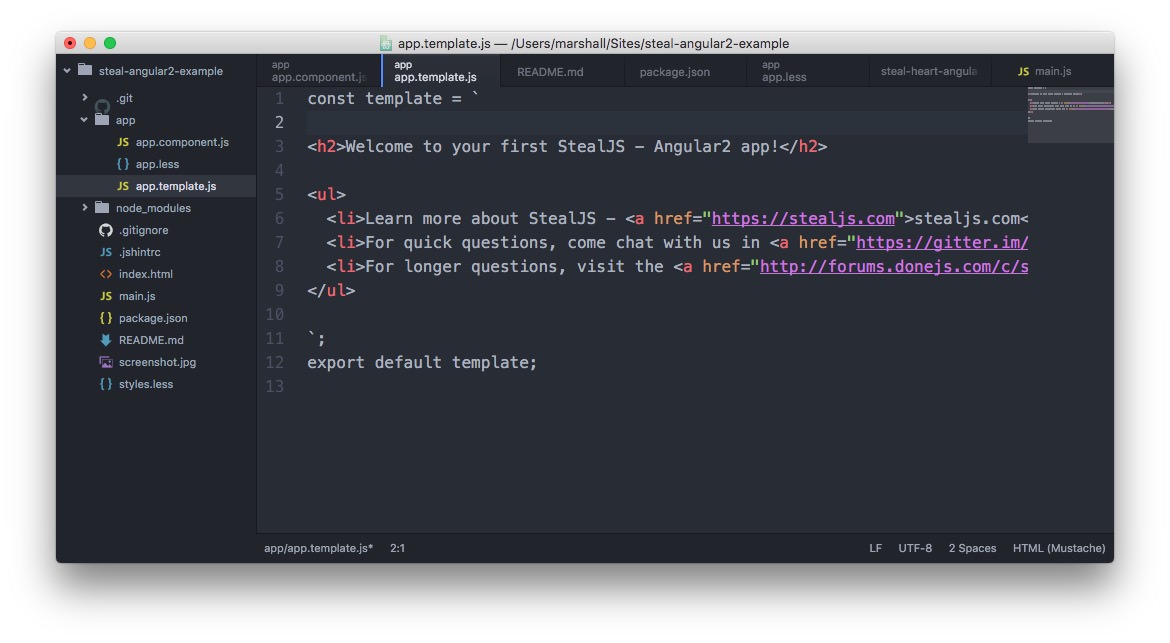 app.template.js — /Users/marshall/Sites/steal-angular2-example
steal-angular2-example
.git
app
JS app.component.js
{} app.less
JS app.template.js
node_modules
.gitignore
JS .jshintrc
<> index.html
JS main.js
{} package.json
README.md
screenshot.jpg
{} styles.less
app
app.component.js
app
app.template.js
README.md
package.json
app
app.less
steal-heart-angula
JS main.js
1 const template = `
2
3 <h2>Welcome to your first StealJS – Angular2 app!</h2>
4
5 <ul>
6 <li>Learn more about StealJS – <a href="https://stealjs.com">stealjs.com<
7 <li>For quick questions, come chat with us in <a href="https://gitter.im/
8 <li>For longer questions, visit the <a href="http://forums.donejs.com/c/s
9 </ul>
10
11 `;
12 export default template;
13
app/app.template.js* 2:1
LF UTF-8 2 Spaces HTML (Mustache)